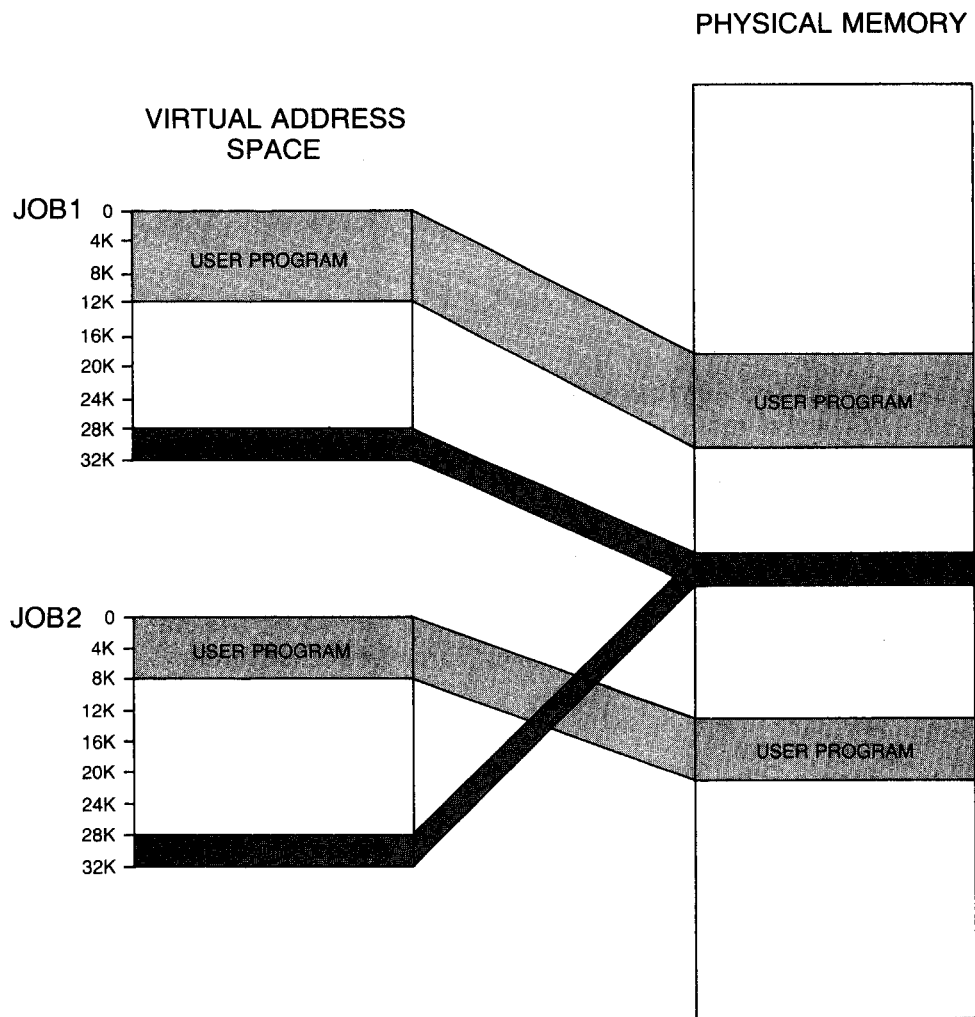 PHYSICAL MEMORY
VIRTUAL ADDRESS
SPACE
JOB1
0
4K
8K
12K
16K
20K
24K
28K
32K
USER PROGRAM
USER PROGRAM
JOB2
0
4K
8K
12K
16K
20K
24K
28K
32K
USER PROGRAM
USER PROGRAM